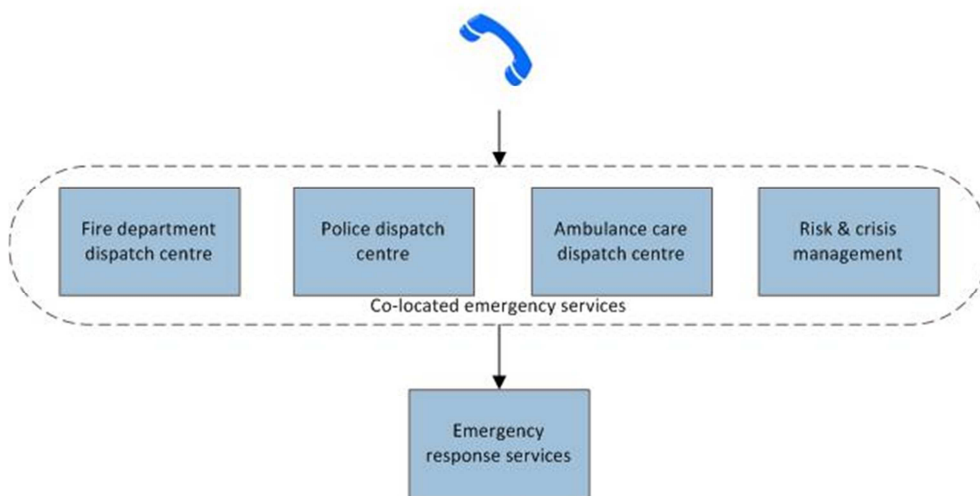 Fire department
dispatch centre
Police dispatch
centre
Ambulance care
dispatch centre
Risk & crisis
management
Co-located emergency services
Emergency
response services